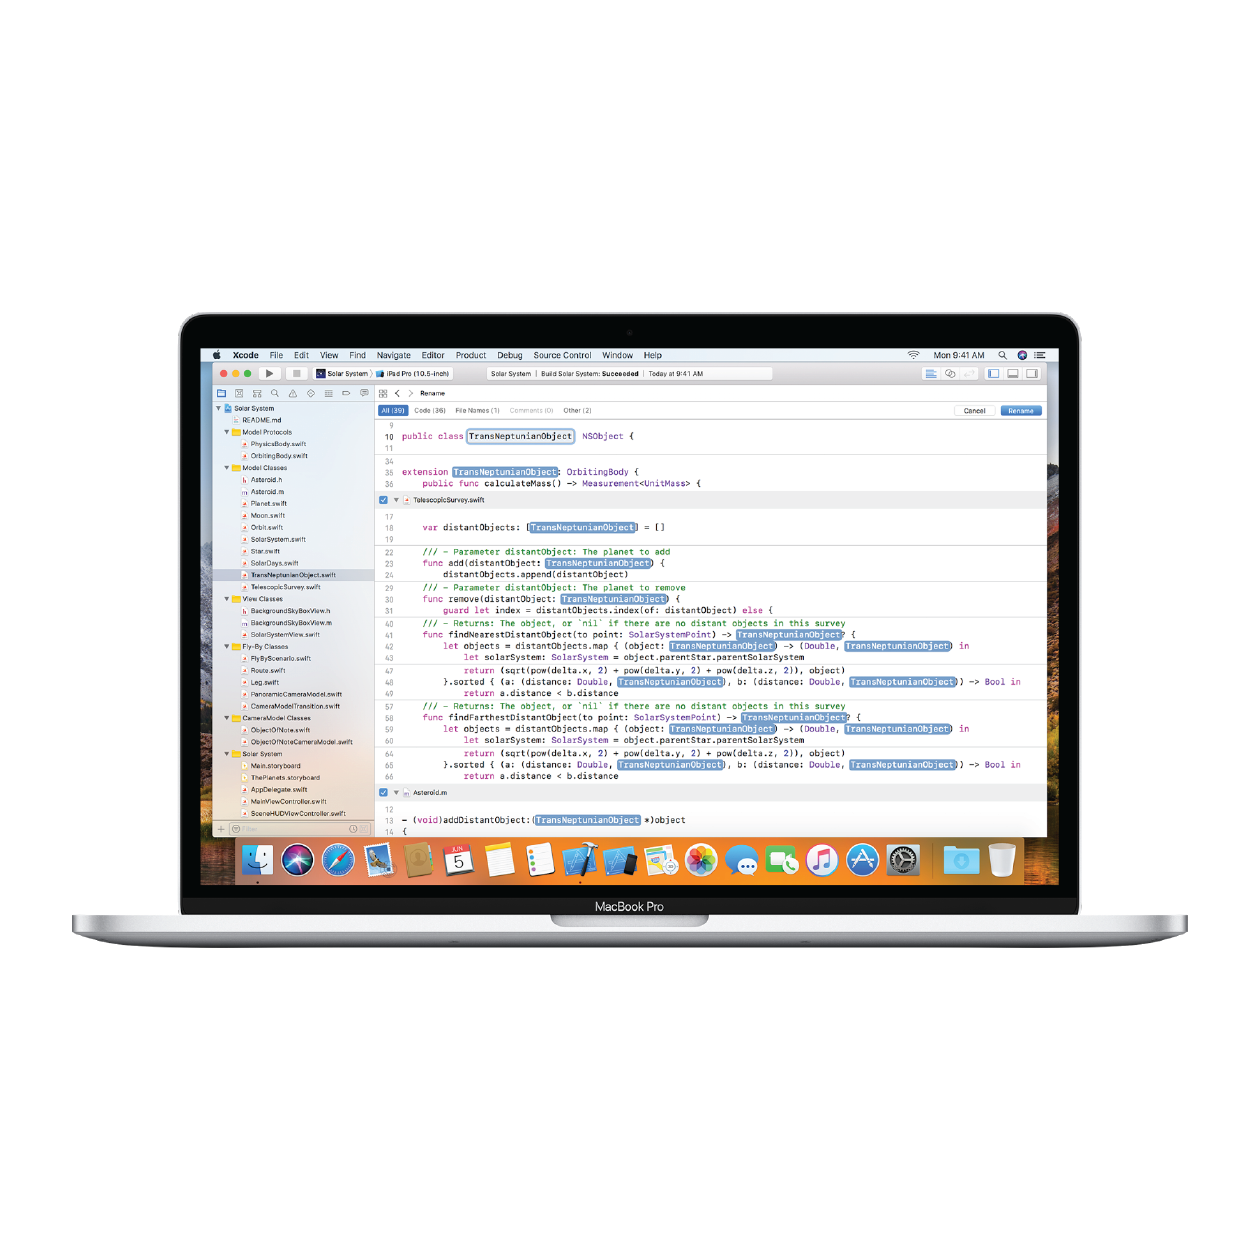 Xcode File Edit View Find Navigate Editor Product Debug Source Control Window Help Mon 9:41 AM
Solar System iPad Pro (10.5-inch) Solar System | Build Solar System: Succeeded | Today at 9:41 AM
Rename
All (39) Code (36) File Names (1) Comments (0) Other (2) Cancel Rename
Solar System
README.md
Model Protocols
PhysicsBody.swift
OrbitingBody.swift
Model Classes
h Asteroid.h
m Asteroid.m
Planet.swift
Moon.swift
Orbit.swift
SolarSystem.swift
Star.swift
SolarDays.swift
TransNeptunianObject.swift
TelescopicSurvey.swift
View Classes
h BackgroundSkyBoxView.h
m BackgroundSkyBoxView.m
SolarSystemView.swift
Fly-By Classes
FlyByScenario.swift
Route.swift
Leg.swift
PanoramicCameraModel.swift
CameraModelTransition.swift
CameraModel Classes
ObjectOfNote.swift
ObjectOfNoteCameraModel.swift
Solar System
Main.storyboard
ThePlanets.storyboard
AppDelegate.swift
MainViewController.swift
SceneHUDViewController.swift
Filter
9
10 public class TransNeptunianObject NSObject {
11
34
35 extension TransNeptunianObject: OrbitingBody {
36 public func calculateMass() -> Measurement<UnitMass> {
TelescopicSurvey.swift
17
18 var distantObjects: [TransNeptunianObject] = []
19
22 /// - Parameter distantObject: The planet to add
23 func add(distantObject: TransNeptunianObject) {
24 distantObjects.append(distantObject)
29 /// - Parameter distantObject: The planet to remove
30 func remove(distantObject: TransNeptunianObject) {
31 guard let index = distantObjects.index(of: distantObject) else {
40 /// - Returns: The object, or `nil` if there are no distant objects in this survey
41 func findNearestDistantObject(to point: SolarSystemPoint) -> TransNeptunianObject? {
42 let objects = distantObjects.map { (object: TransNeptunianObject) -> (Double, TransNeptunianObject) in
43 let solarSystem: SolarSystem = object.parentStar.parentSolarSystem
47 return (sqrt(pow(delta.x, 2) + pow(delta.y, 2) + pow(delta.z, 2)), object)
48 }.sorted { (a: (distance: Double, TransNeptunianObject), b: (distance: Double, TransNeptunianObject)) -> Bool in
49 return a.distance < b.distance
57 /// - Returns: The object, or `nil` if there are no distant objects in this survey
58 func findFarthestDistantObject(to point: SolarSystemPoint) -> TransNeptunianObject? {
59 let objects = distantObjects.map { (object: TransNeptunianObject) -> (Double, TransNeptunianObject) in
60 let solarSystem: SolarSystem = object.parentStar.parentSolarSystem
64 return (sqrt(pow(delta.x, 2) + pow(delta.y, 2) + pow(delta.z, 2)), object)
65 }.sorted { (a: (distance: Double, TransNeptunianObject), b: (distance: Double, TransNeptunianObject)) -> Bool in
66 return a.distance < b.distance
Asteroid.m
12
13 - (void)addDistantObject:(TransNeptunianObject *)object
14 {
JUN
5
MacBook Pro